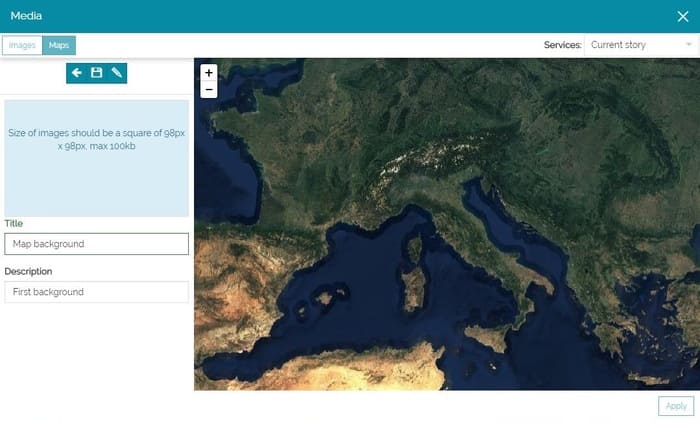 Media
Images Maps
Services: Current story
+
−
Size of images should be a square of 98px
x 98px, max 100kb
Title
Map background
Description
First background
Apply